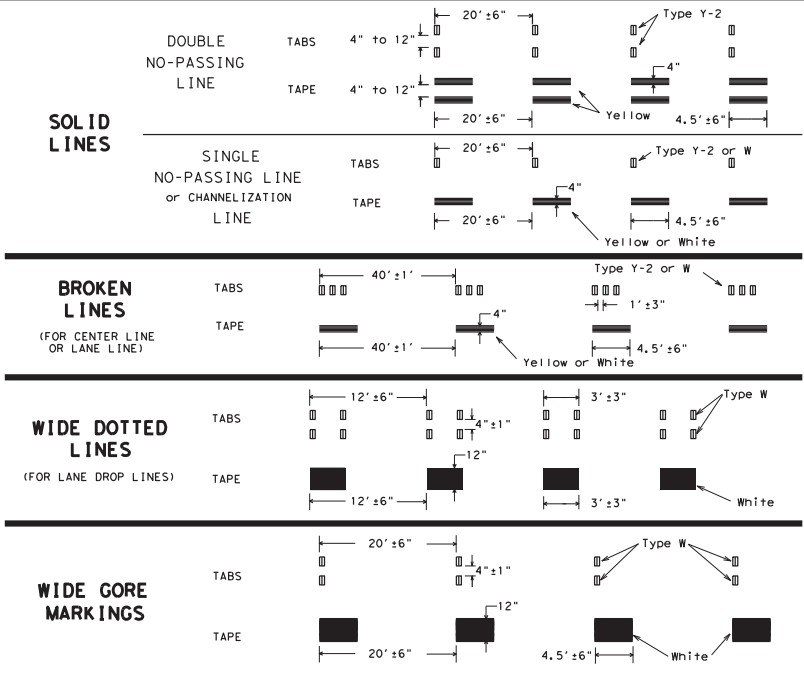 20'±6"
Type Y-2
DOUBLE
NO-PASSING
LINE
TABS
4" to 12"
4"
TAPE
4" to 12"
Yellow
20'±6"
4.5'±6"
SOLID
LINES
SINGLE
NO-PASSING LINE
or CHANNELIZATION
LINE
20'±6"
Type Y-2 or W
TABS
4"
TAPE
20'±6"
4.5'±6"
Yellow or White
BROKEN
LINES
(FOR CENTER LINE
OR LANE LINE)
40'±1'
Type Y-2 or W
TABS
1'±3"
4"
TAPE
40'±1'
4.5'±6"
Yellow or White
WIDE DOTTED
LINES
(FOR LANE DROP LINES)
12'±6"
3'±3"
Type W
TABS
4"±1"
12"
TAPE
12'±6"
3'±3"
White
WIDE GORE
MARKINGS
20'±6"
Type W
TABS
4"±1"
12"
TAPE
20'±6"
4.5'±6"
White